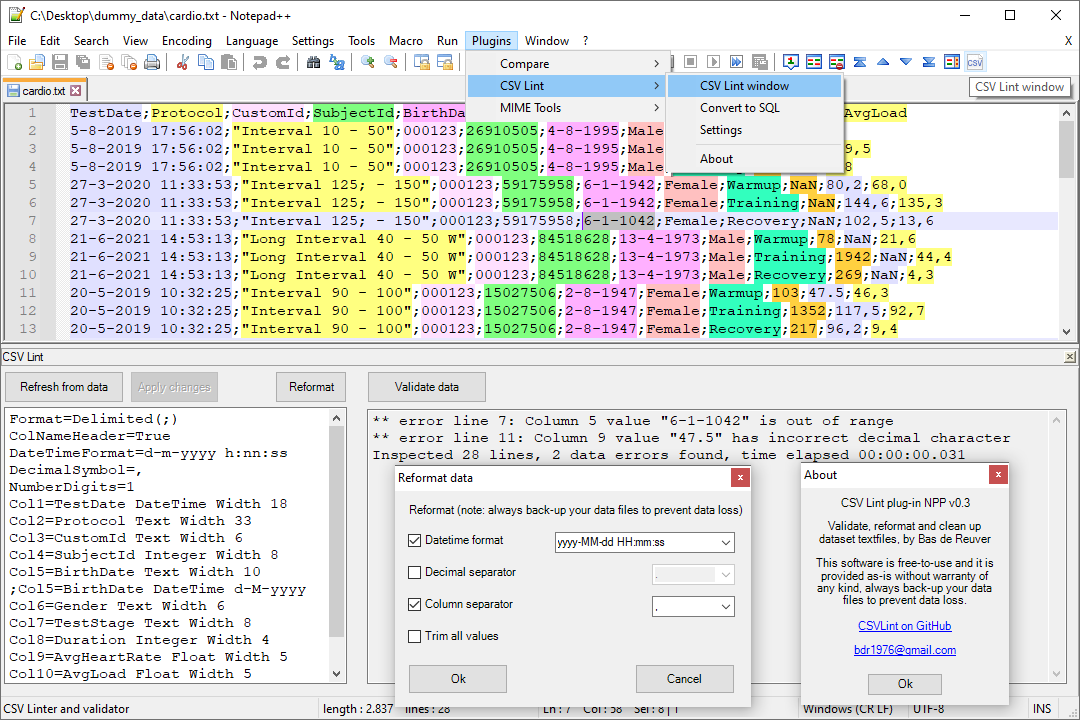 C:\Desktop\dummy_data\cardio.txt - Notepad++
File Edit Search View Encoding Language Settings Tools Macro Run Plugins Window ? X
cardio.txt
Compare
CSV Lint
MIME Tools
CSV Lint window
Convert to SQL
Settings
About
CSV Lint window
1 TestDate;Protocol;CustomId;SubjectId;BirthDa AvgLoad
2 5-8-2019 17:56:02;"Interval 10 - 50";000123;26910505;4-8-1995;Male
3 5-8-2019 17:56:02;"Interval 10 - 50";000123;26910505;4-8-1995;Male 9,5
4 5-8-2019 17:56:02;"Interval 10 - 50";000123;26910505;4-8-1995;Male 8
5 27-3-2020 11:33:53;"Interval 125; - 150";000123;59175958;6-1-1942;Female;Warmup;NaN;80,2;68,0
6 27-3-2020 11:33:53;"Interval 125; - 150";000123;59175958;6-1-1942;Female;Training;NaN;144,6;135,3
7 27-3-2020 11:33:53;"Interval 125; - 150";000123;59175958;6-1-1042;Female;Recovery;NaN;102,5;13,6
8 21-6-2021 14:53:13;"Long Interval 40 - 50 W";000123;84518628;13-4-1973;Male;Warmup;78;NaN;21,6
9 21-6-2021 14:53:13;"Long Interval 40 - 50 W";000123;84518628;13-4-1973;Male;Training;1942;NaN;44,4
10 21-6-2021 14:53:13;"Long Interval 40 - 50 W";000123;84518628;13-4-1973;Male;Recovery;269;NaN;4,3
11 20-5-2019 10:32:25;"Interval 90 - 100";000123;15027506;2-8-1947;Female;Warmup;103;47.5;46,3
12 20-5-2019 10:32:25;"Interval 90 - 100";000123;15027506;2-8-1947;Female;Training;1352;117,5;92,7
13 20-5-2019 10:32:25;"Interval 90 - 100";000123;15027506;2-8-1947;Female;Recovery;217;96,2;9,4
CSV Lint
Refresh from data Apply changes Reformat Validate data
Format=Delimited(;)
ColNameHeader=True
DateTimeFormat=d-m-yyyy h:nn:ss
DecimalSymbol=,
NumberDigits=1
Col1=TestDate DateTime Width 18
Col2=Protocol Text Width 33
Col3=CustomId Text Width 6
Col4=SubjectId Integer Width 8
Col5=BirthDate Text Width 10
;Col5=BirthDate DateTime d-M-yyyy
Col6=Gender Text Width 6
Col7=TestStage Text Width 8
Col8=Duration Integer Width 4
Col9=AvgHeartRate Float Width 5
Col10=AvgLoad Float Width 5
** error line 7: Column 5 value "6-1-1042" is out of range
** error line 11: Column 9 value "47.5" has incorrect decimal character
Inspected 28 lines, 2 data errors found, time elapsed 00:00:00.031
Reformat data
Reformat (note: always back-up your data files to prevent data loss)
Datetime format yyyy-MM-dd HH:mm:ss
Decimal separator .
Column separator ,
Trim all values
Ok Cancel
About
CSV Lint plug-in NPP v0.3
Validate, reformat and clean up
dataset textfiles, by Bas de Reuver
This software is free-to-use and it is
provided as-is without warranty of
any kind, always back-up your data
files to prevent data loss.
CSVLint on GitHub
bdr1976@gmail.com
Ok
CSV Linter and validator length : 2.837 lines : 28 Ln : 7 Col : 58 Sel : 8 | 1 Windows (CR LF) UTF-8 INS